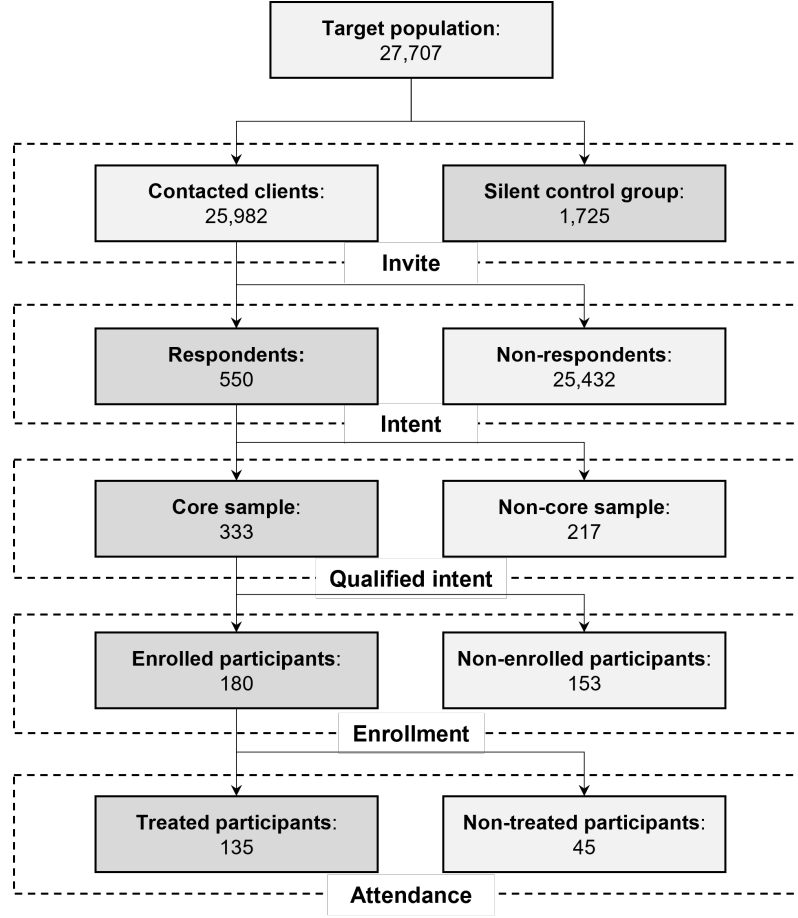 Target population:
27,707
Contacted clients:
25,982
Silent control group:
1,725
Invite
Respondents:
550
Non-respondents:
25,432
Intent
Core sample:
333
Non-core sample:
217
Qualified intent
Enrolled participants:
180
Non-enrolled participants:
153
Enrollment
Treated participants:
135
Non-treated participants:
45
Attendance